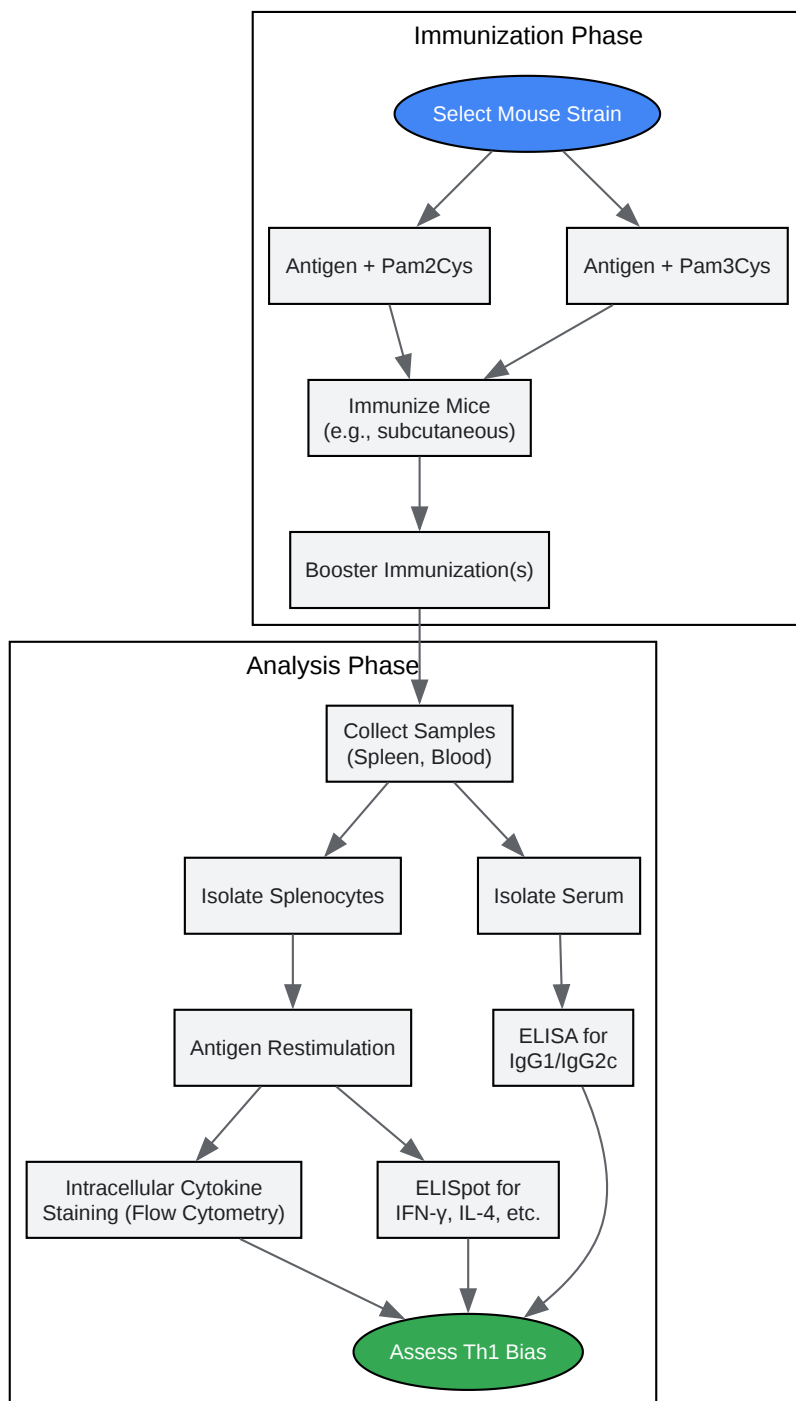 Immunization Phase
Select Mouse Strain
Antigen + Pam2Cys
Antigen + Pam3Cys
Immunize Mice
(e.g., subcutaneous)
Booster Immunization(s)
Analysis Phase
Collect Samples
(Spleen, Blood)
Isolate Splenocytes
Isolate Serum
Antigen Restimulation
ELISA for
IgG1/IgG2c
Intracellular Cytokine
Staining (Flow Cytometry)
ELISpot for
IFN-γ, IL-4, etc.
Assess Th1 Bias